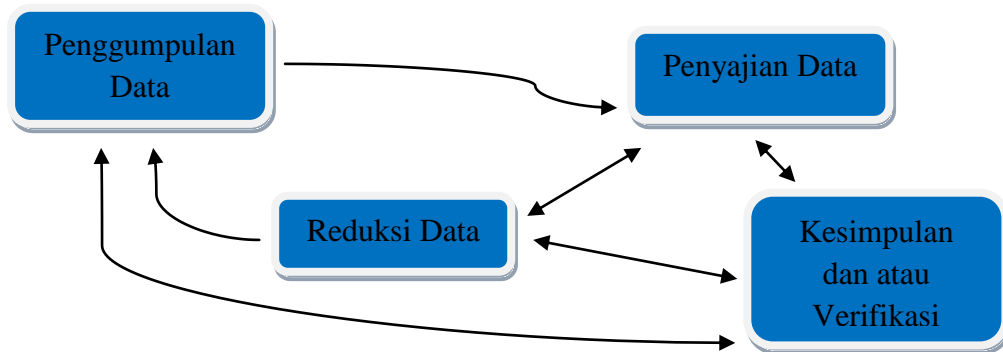 Penggumpulan
Data
Penyajian Data
Reduksi Data
Kesimpulan
dan atau
Verifikasi